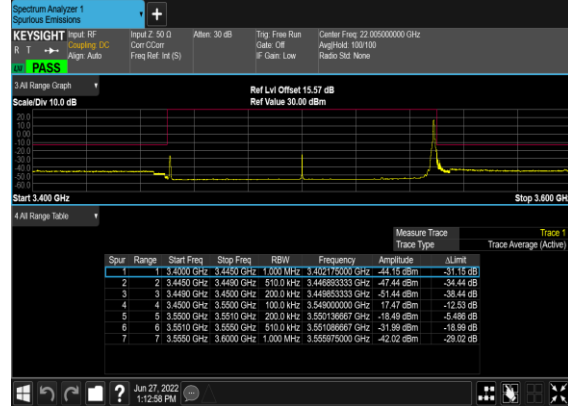 Spectrum Analyzer 1
Spurious Emissions
+
KEYSIGHT Input: RF Input Z: 50 Ω Atten: 30 dB Trig: Free Run Center Freq: 22.005000000 GHz
R T Coupling: DC Corr CCorr Gate: Off Avg|Hold: 100/100
Align: Auto Freq Ref: Int (S) IF Gain: Low Radio Std: None
PASS
3 All Range Graph
Ref Lvl Offset 15.57 dB
Scale/Div 10.0 dB Ref Value 30.00 dBm
20.0
10.0
0.00
-10.0
-20.0
-30.0
-40.0
-50.0
-60.0
Start 3.400 GHz Stop 3.600 GHz
4 All Range Table
Measure Trace Trace 1
Trace Type Trace Average (Active)
Spur Range Start Freq Stop Freq RBW Frequency Amplitude ΔLimit
1 1 3.4000 GHz 3.4450 GHz 1.000 MHz 3.402175000 GHz -44.15 dBm -31.15 dB
2 2 3.4450 GHz 3.4490 GHz 510.0 kHz 3.446893333 GHz -47.44 dBm -34.44 dB
3 3 3.4490 GHz 3.4500 GHz 200.0 kHz 3.449853333 GHz -51.44 dBm -38.44 dB
4 4 3.4500 GHz 3.5500 GHz 100.0 kHz 3.549000000 GHz 17.47 dBm -12.53 dB
5 5 3.5500 GHz 3.5510 GHz 200.0 kHz 3.550136667 GHz -18.49 dBm -5.486 dB
6 6 3.5510 GHz 3.5550 GHz 510.0 kHz 3.551086667 GHz -31.99 dBm -18.99 dB
7 7 3.5550 GHz 3.6000 GHz 1.000 MHz 3.555975000 GHz -42.02 dBm -29.02 dB
? Jun 27, 2022
1:12:58 PM